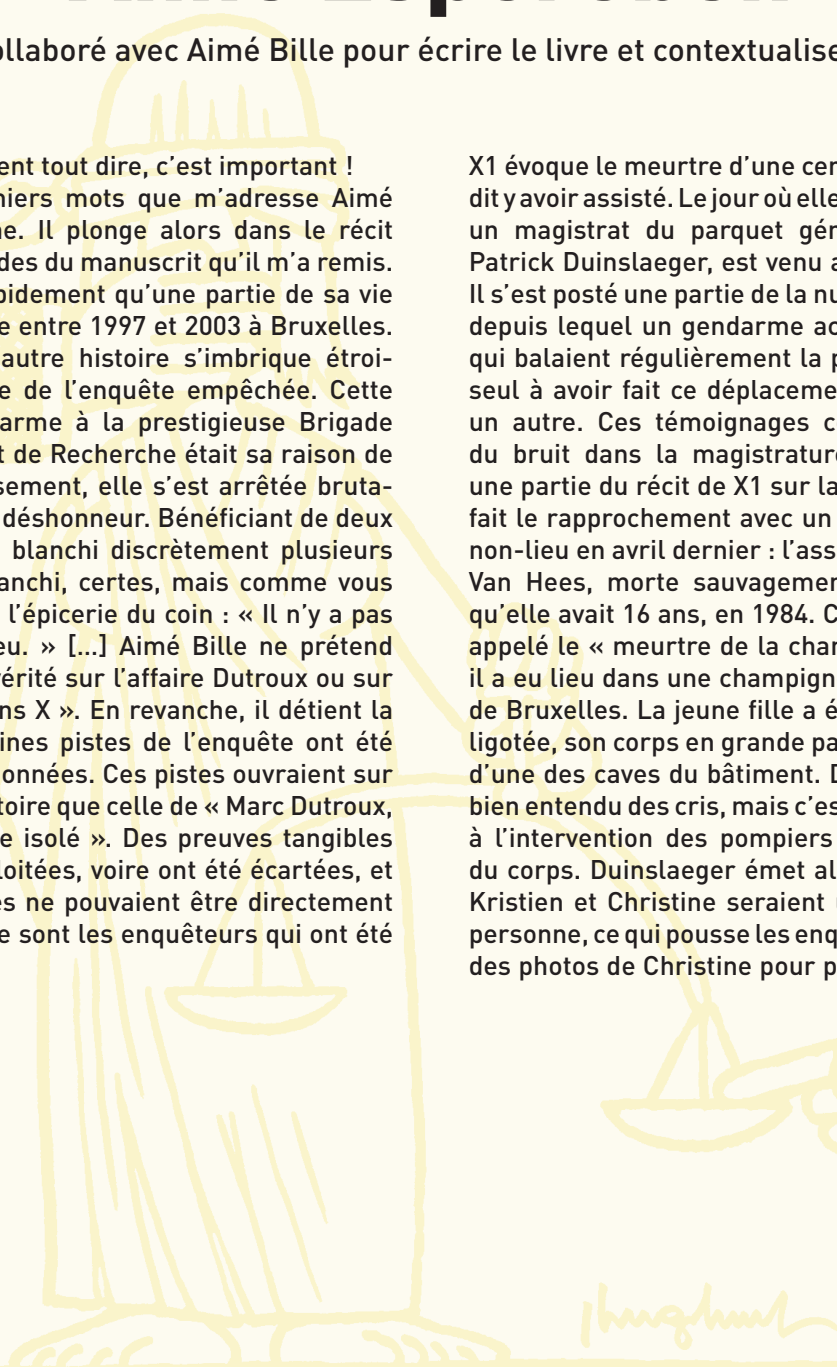 ollaboré avec Aimé Bille pour écrire le livre et contextualise
ent tout dire, c’est important !
niers mots que m’adresse Aimé
ne. Il plonge alors dans le récit
des du manuscrit qu’il m’a remis.
pidement qu’une partie de sa vie
e entre 1997 et 2003 à Bruxelles.
autre histoire s’imbrique étroi-
e de l’enquête empêchée. Cette
arme à la prestigieuse Brigade
t de Recherche était sa raison de
sement, elle s’est arrêtée bruta-
déshonneur. Bénéficiant de deux
blanchi discrètement plusieurs
anchi, certes, mais comme vous
l’épicerie du coin : « Il n’y a pas
eu. » [...] Aimé Bille ne prétend
vérité sur l’affaire Dutroux ou sur
ns X ». En revanche, il détient la
ines pistes de l’enquête ont été
onnées. Ces pistes ouvraient sur
toire que celle de « Marc Dutroux,
e isolé ». Des preuves tangibles
loitées, voire ont été écartées, et
es ne pouvaient être directement
e sont les enquêteurs qui ont été
X1 évoque le meurtre d’une cer
dit y avoir assisté. Le jour où elle
un magistrat du parquet gér
Patrick Duinslaeger, est venu a
Il s’est posté une partie de la nu
depuis lequel un gendarme ac
qui balaient régulièrement la p
seul à avoir fait ce déplaceme
un autre. Ces témoignages c
du bruit dans la magistrature
une partie du récit de X1 sur la
fait le rapprochement avec un
non-lieu en avril dernier : l’ass
Van Hees, morte sauvagemen
qu’elle avait 16 ans, en 1984. C
appelé le « meurtre de la char
il a eu lieu dans une champign
de Bruxelles. La jeune fille a é
ligotée, son corps en grande pa
d’une des caves du bâtiment. D
bien entendu des cris, mais c’es
à l’intervention des pompiers
du corps. Duinslaeger émet al
Kristien et Christine seraient
personne, ce qui pousse les enq
des photos de Christine pour p